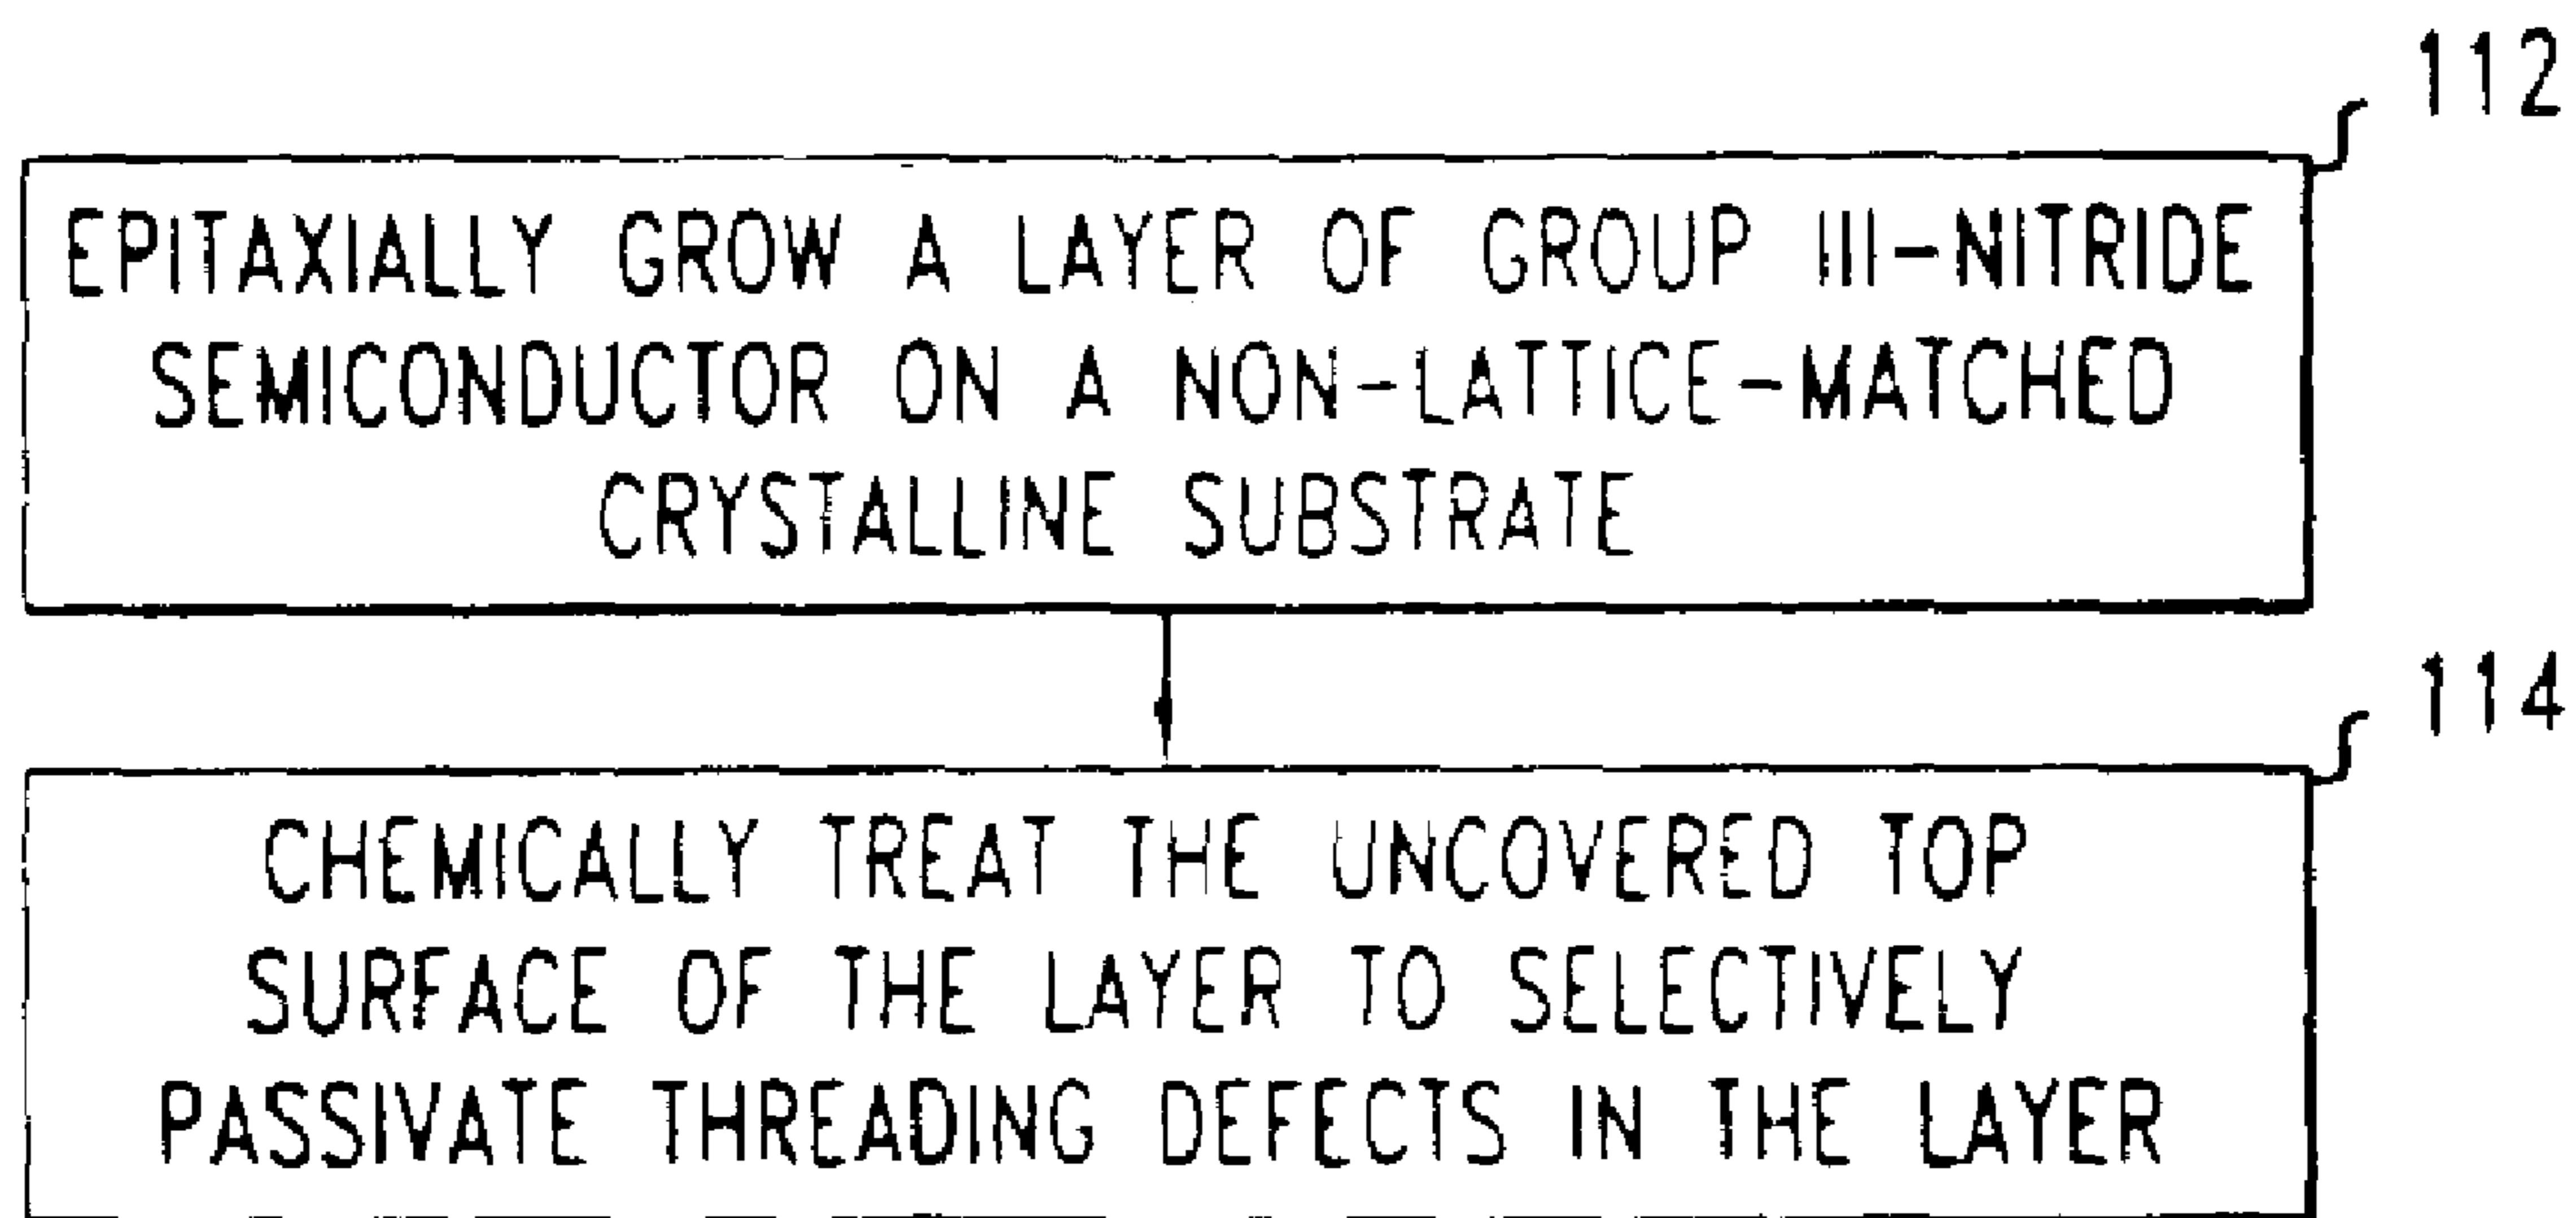 112
EPITAXIALLY GROW A LAYER OF GROUP III-NITRIDE
SEMICONDUCTOR ON A NON-LATTICE-MATCHED
CRYSTALLINE SUBSTRATE
114
CHEMICALLY TREAT THE UNCOVERED TOP
SURFACE OF THE LAYER TO SELECTIVELY
PASSIVATE THREADING DEFECTS IN THE LAYER